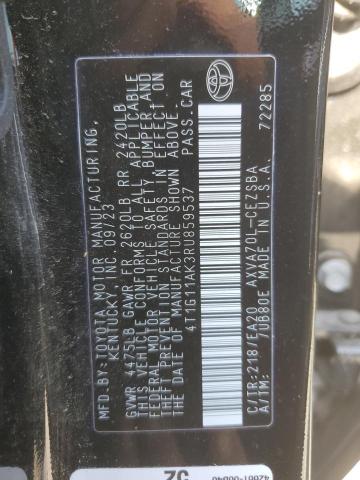 MFD.BY:TOYOTA MOTOR MANUFACTURING,
KENTUCKY, INC. 09/23
GVWR 4475LB GAWR FR 2620LB RR 2420LB
THIS VEHICLE CONFORMS TO ALL APPLICABLE
FEDERAL MOTOR VEHICLE SAFETY,BUMPER AND
THEFT PREVENTION STANDARDS IN EFFECT ON
THE DATE OF MANUFACTURE SHOWN ABOVE.
4T1G11AK3RU859537 PASS.CAR
C/TR:218/EA20 AXVA70L-CEZSBA
A/TM: /UB80E MADE IN U.S.A.
72285